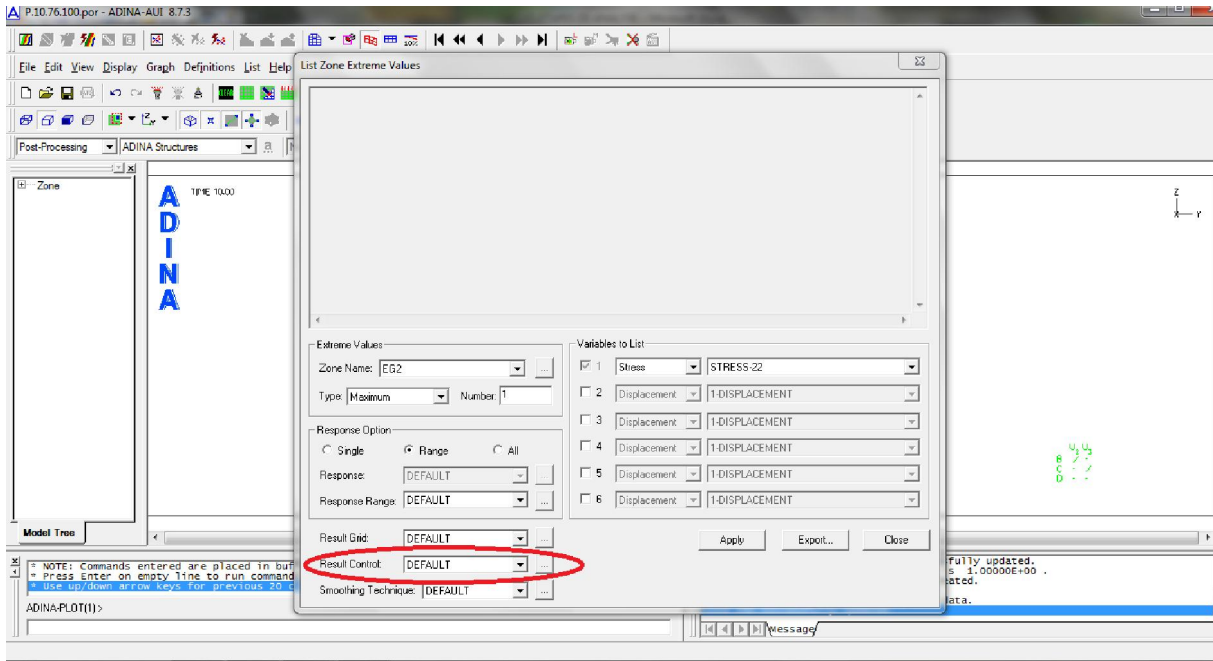 P.10.76.100.por - ADINA-AUI 8.7.3
File Edit View Display Graph Definitions List Help
Post-Processing ADINA Structures
Zone
ADINA
TIME 10.00
Z
X Y
Model Tree
List Zone Extreme Values
Extreme Values
Zone Name: EG2
Type: Maximum Number: 1
Response Option
Single Range All
Response: DEFAULT
Response Range: DEFAULT
Result Grid: DEFAULT
Result Control: DEFAULT
Smoothing Technique: DEFAULT
Variables to List
1 Stress STRESS-22
2 Displacement 1-DISPLACEMENT
3 Displacement 1-DISPLACEMENT
4 Displacement 1-DISPLACEMENT
5 Displacement 1-DISPLACEMENT
6 Displacement 1-DISPLACEMENT
Apply Export... Close
U2 U3
B / -
C - /
D - -
* NOTE: Commands entered are placed in buf
* Press Enter on empty line to run command
* Use up/down arrow keys for previous 20 c
ADINA-PLOT(1)>
fully updated.
s 1.00000E+00 .
eated.
data.
Message